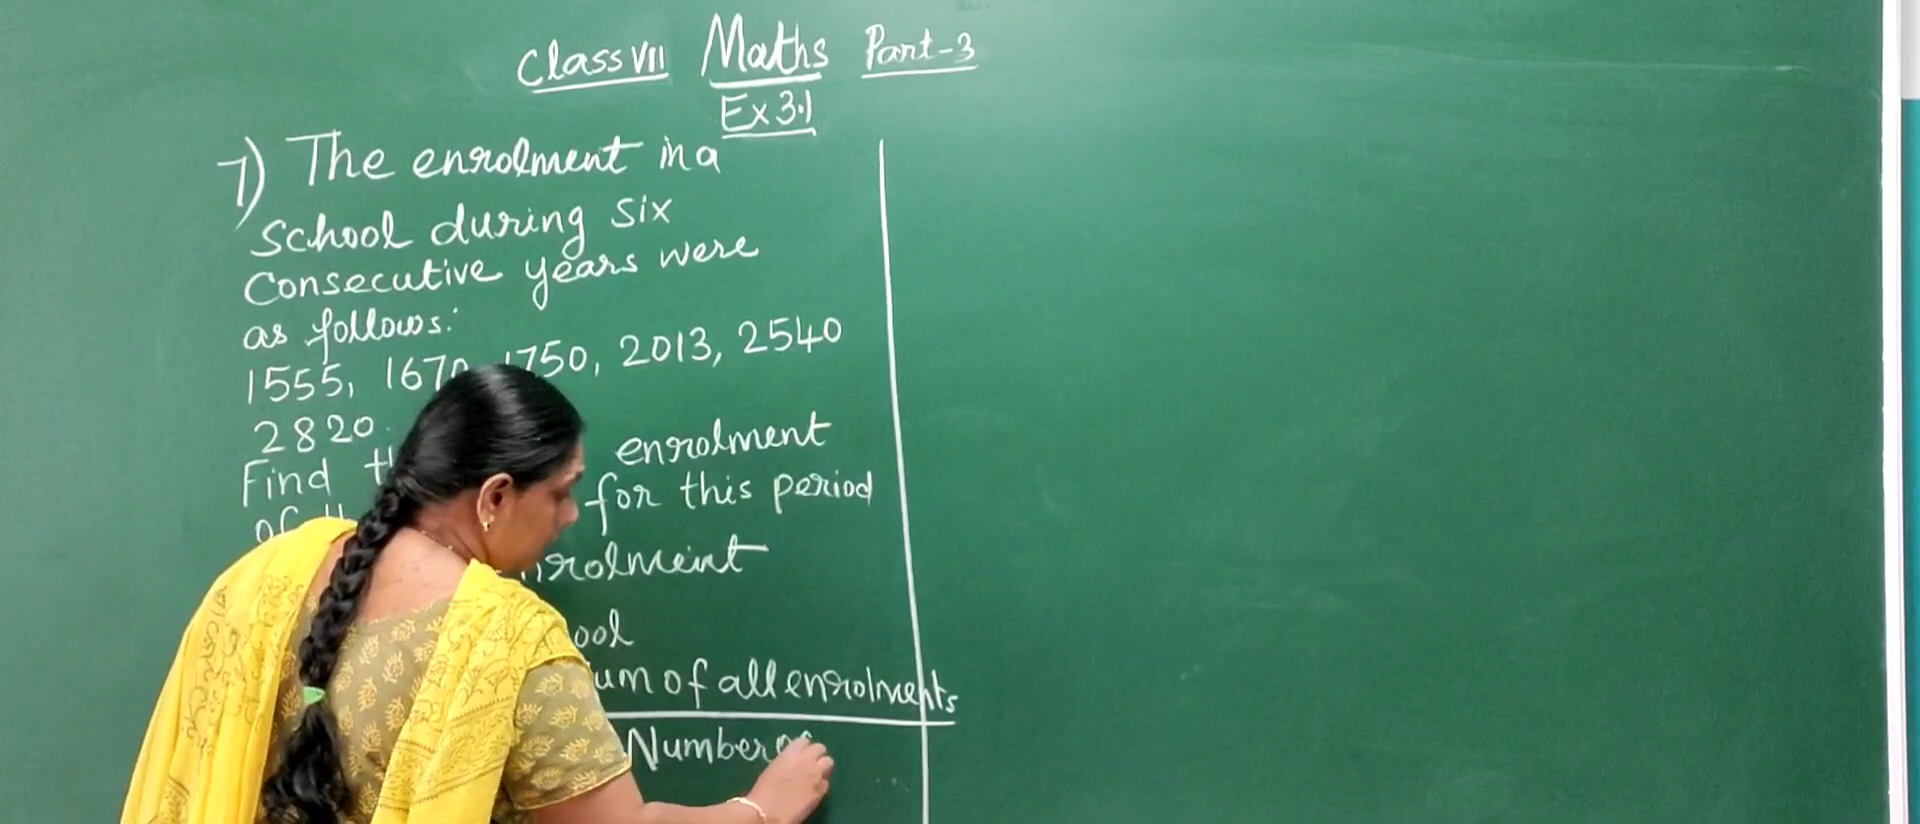 Class VII Maths Part-3
Ex 3.1
7) The enrolment in a
School during six
Consecutive years were
as follows:
1555, 1670, 1750, 2013, 2540
2820.
Find enrolment
for this period
Sum of all enrolments
Number